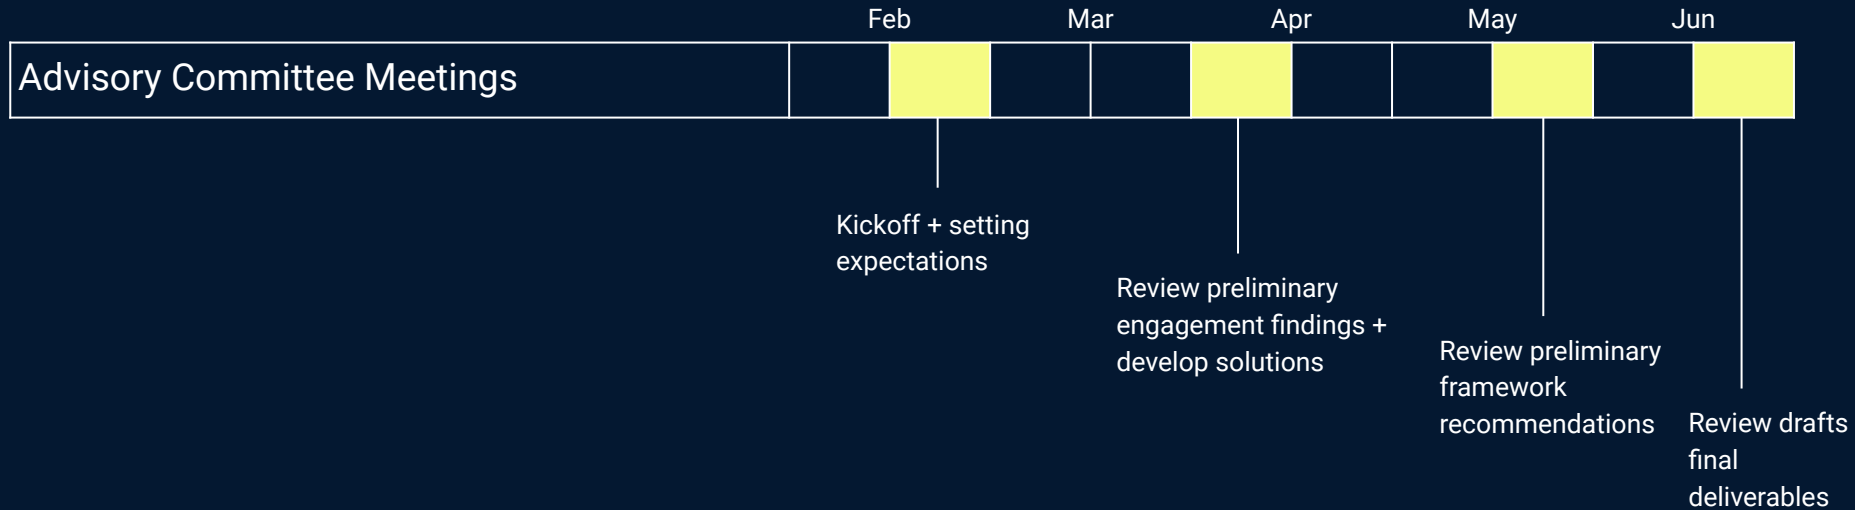 Feb Mar Apr May Jun
Advisory Committee Meetings
Kickoff + setting
expectations
Review preliminary
engagement findings +
develop solutions
Review preliminary
framework
recommendations
Review drafts
final
deliverables